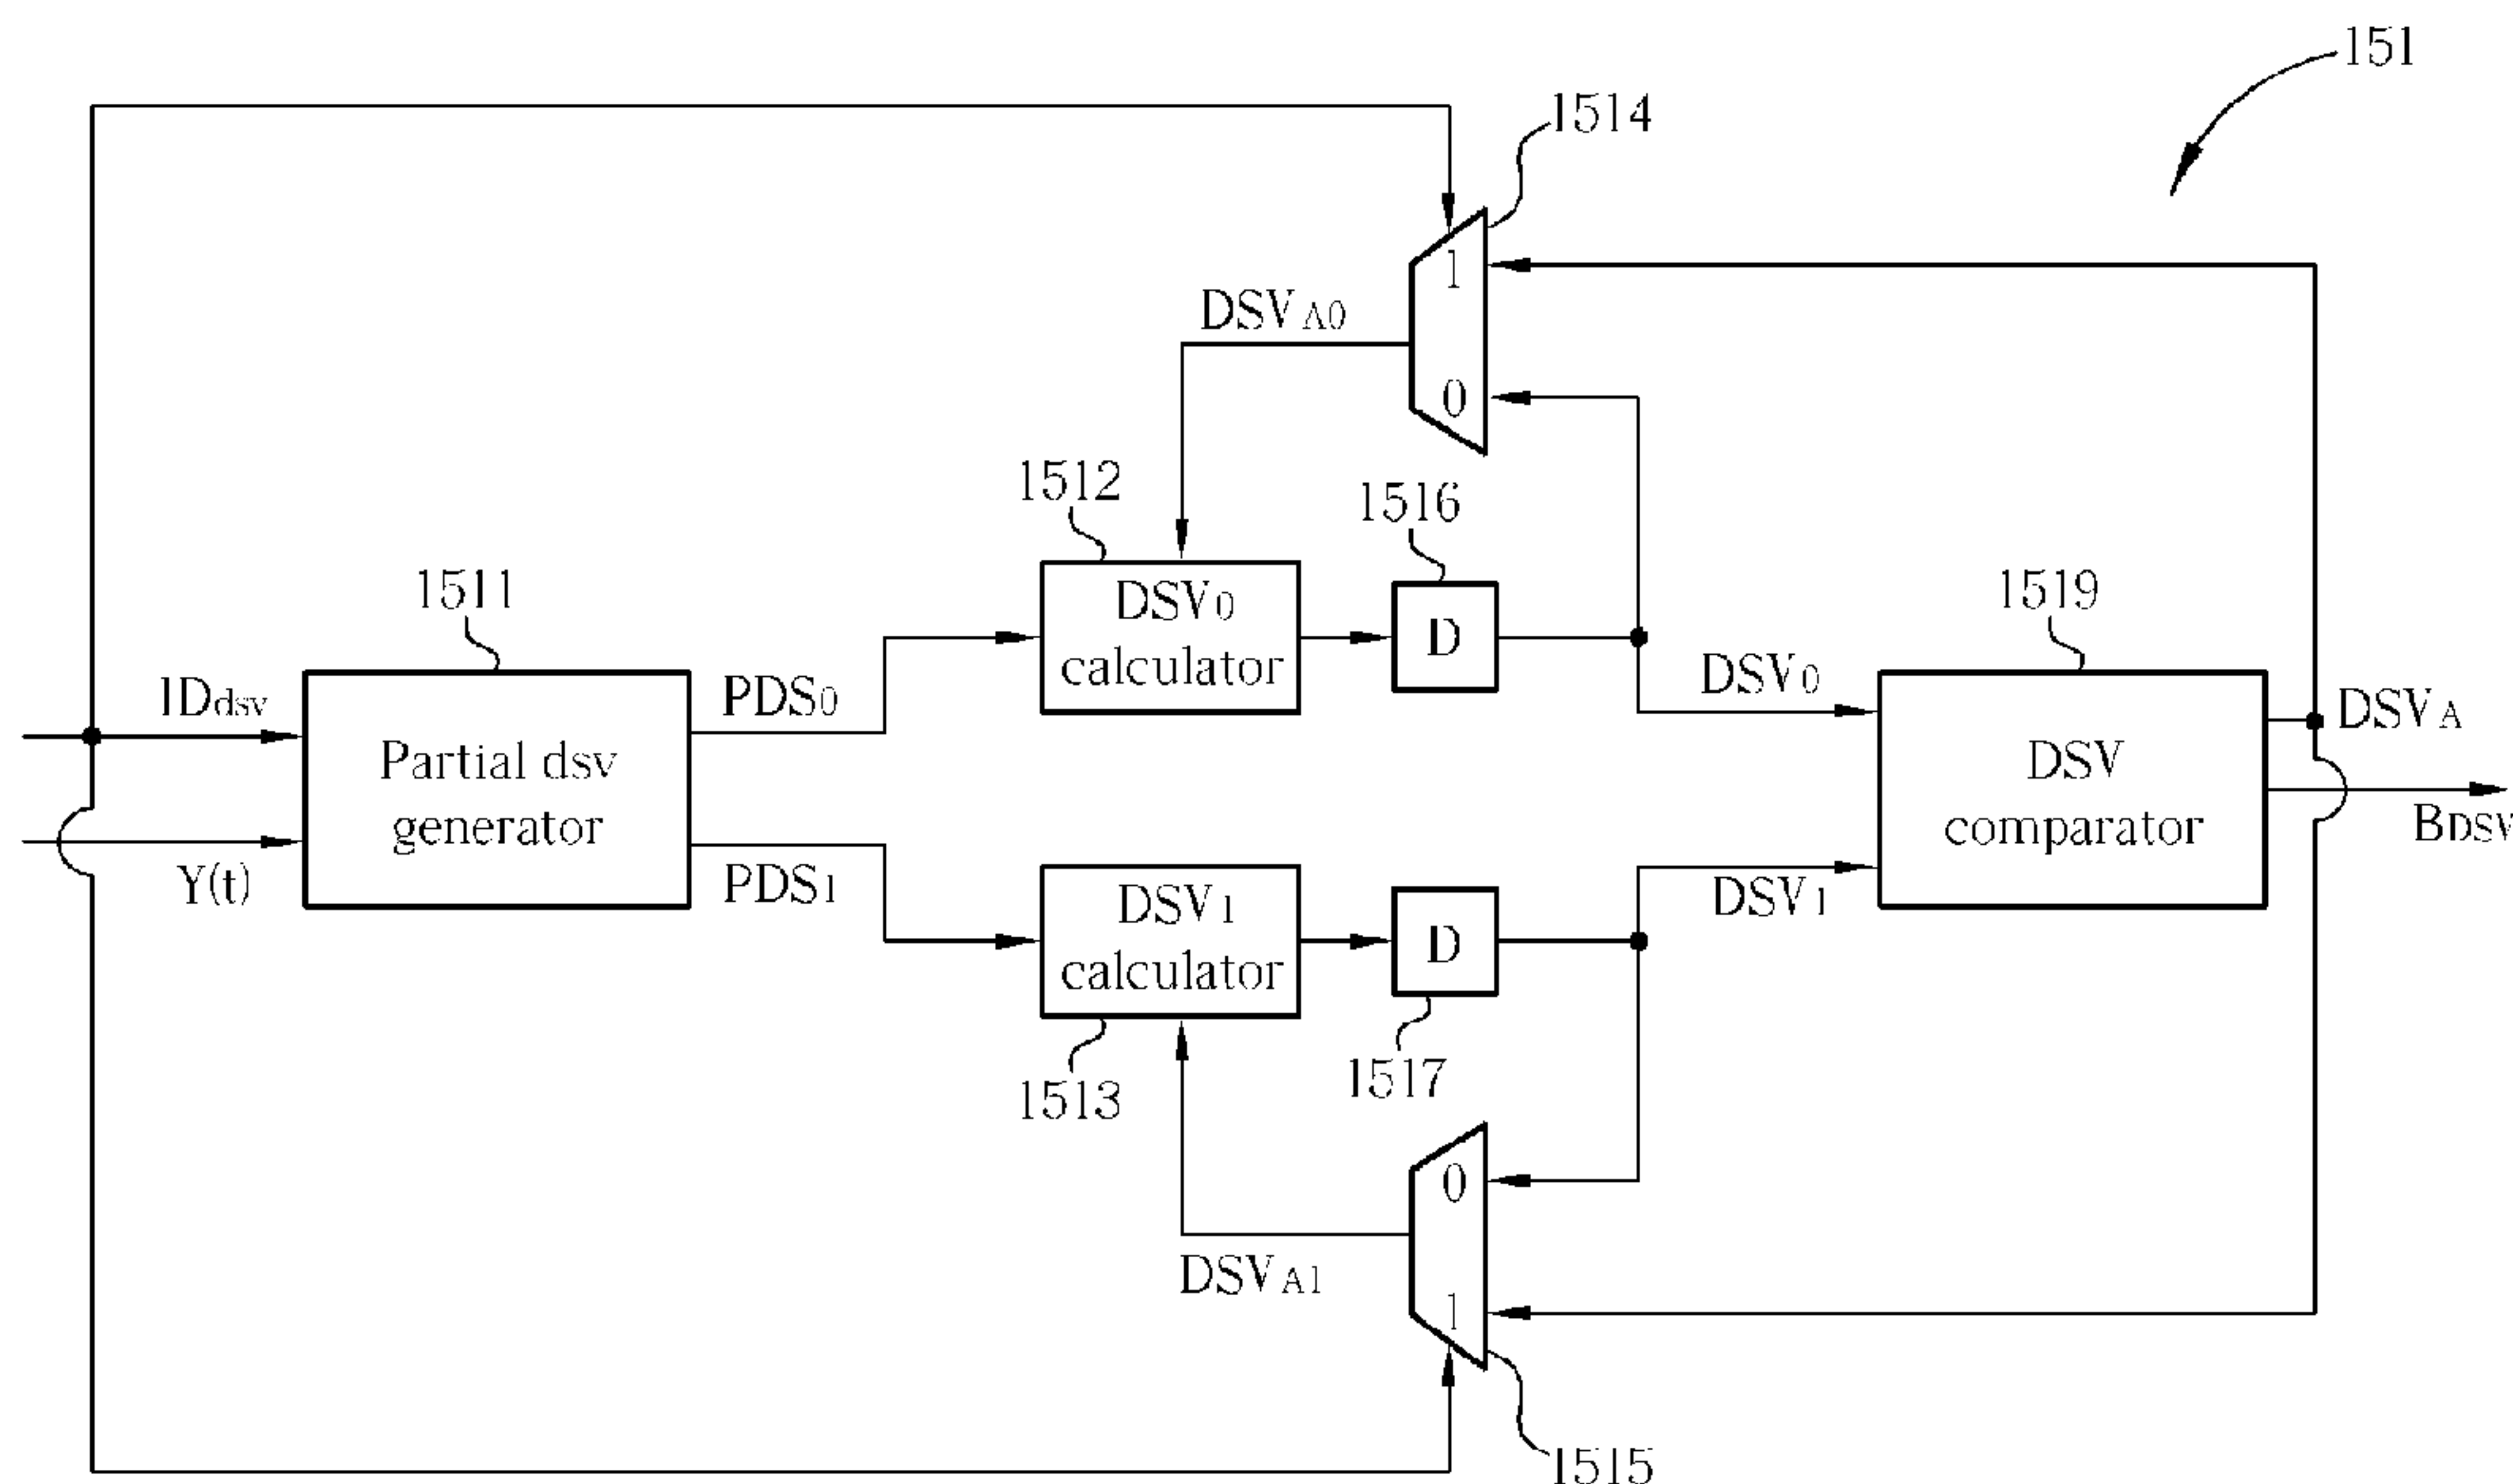 151
1514
1
DSVA0
0
1512
1516
1511
1519
DSV0
calculator
D
IDdsv
PDS0
DSV0
DSVA
Partial dsv
generator
DSV
comparator
BDSV
Y(t)
PDS1
DSV1
calculator
D
DSV1
1513
1517
0
DSVA1
1
1515